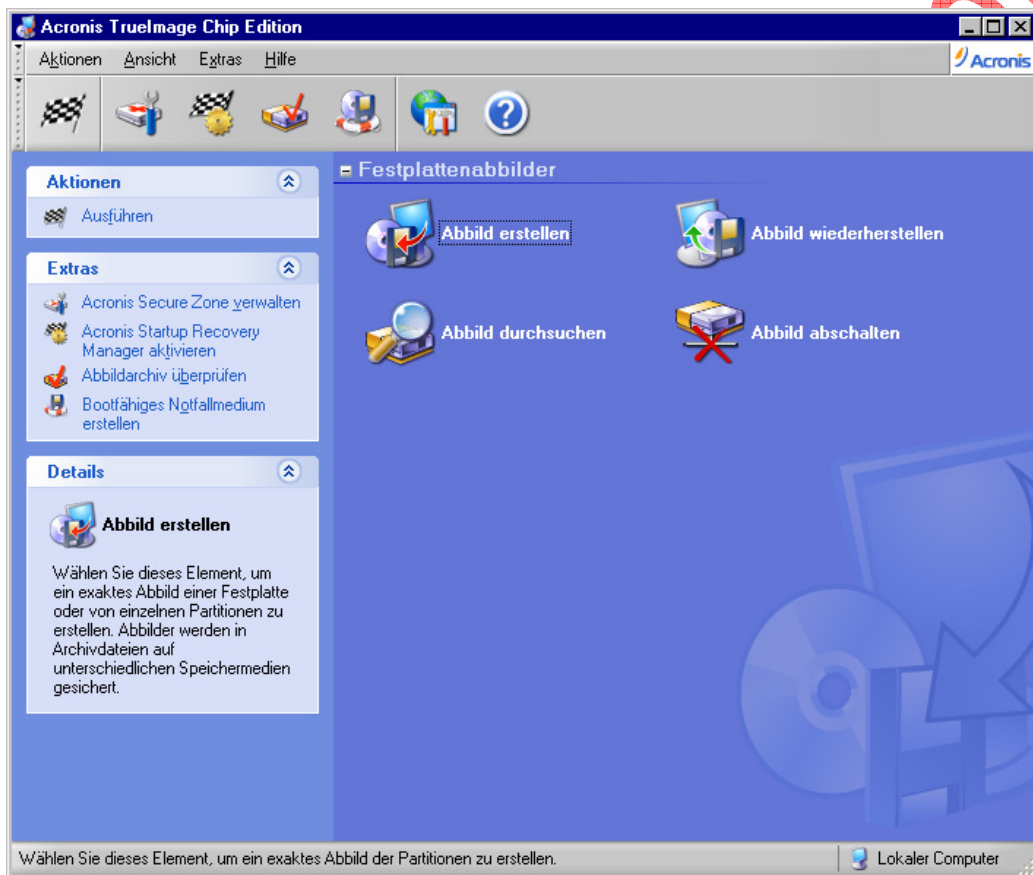 Acronis TrueImage Chip Edition
Aktionen Ansicht Extras Hilfe
Acronis
Aktionen
Ausführen
Extras
Acronis Secure Zone verwalten
Acronis Startup Recovery
Manager aktivieren
Abbildarchiv überprüfen
Bootfähiges Notfallmedium
erstellen
Details
Abbild erstellen
Wählen Sie dieses Element, um
ein exaktes Abbild einer Festplatte
oder von einzelnen Partitionen zu
erstellen. Abbilder werden in
Archivdateien auf
unterschiedlichen Speichermedien
gesichert.
Festplattenabbilder
Abbild erstellen
Abbild wiederherstellen
Abbild durchsuchen
Abbild abschalten
Wählen Sie dieses Element, um ein exaktes Abbild der Partitionen zu erstellen.
Lokaler Computer